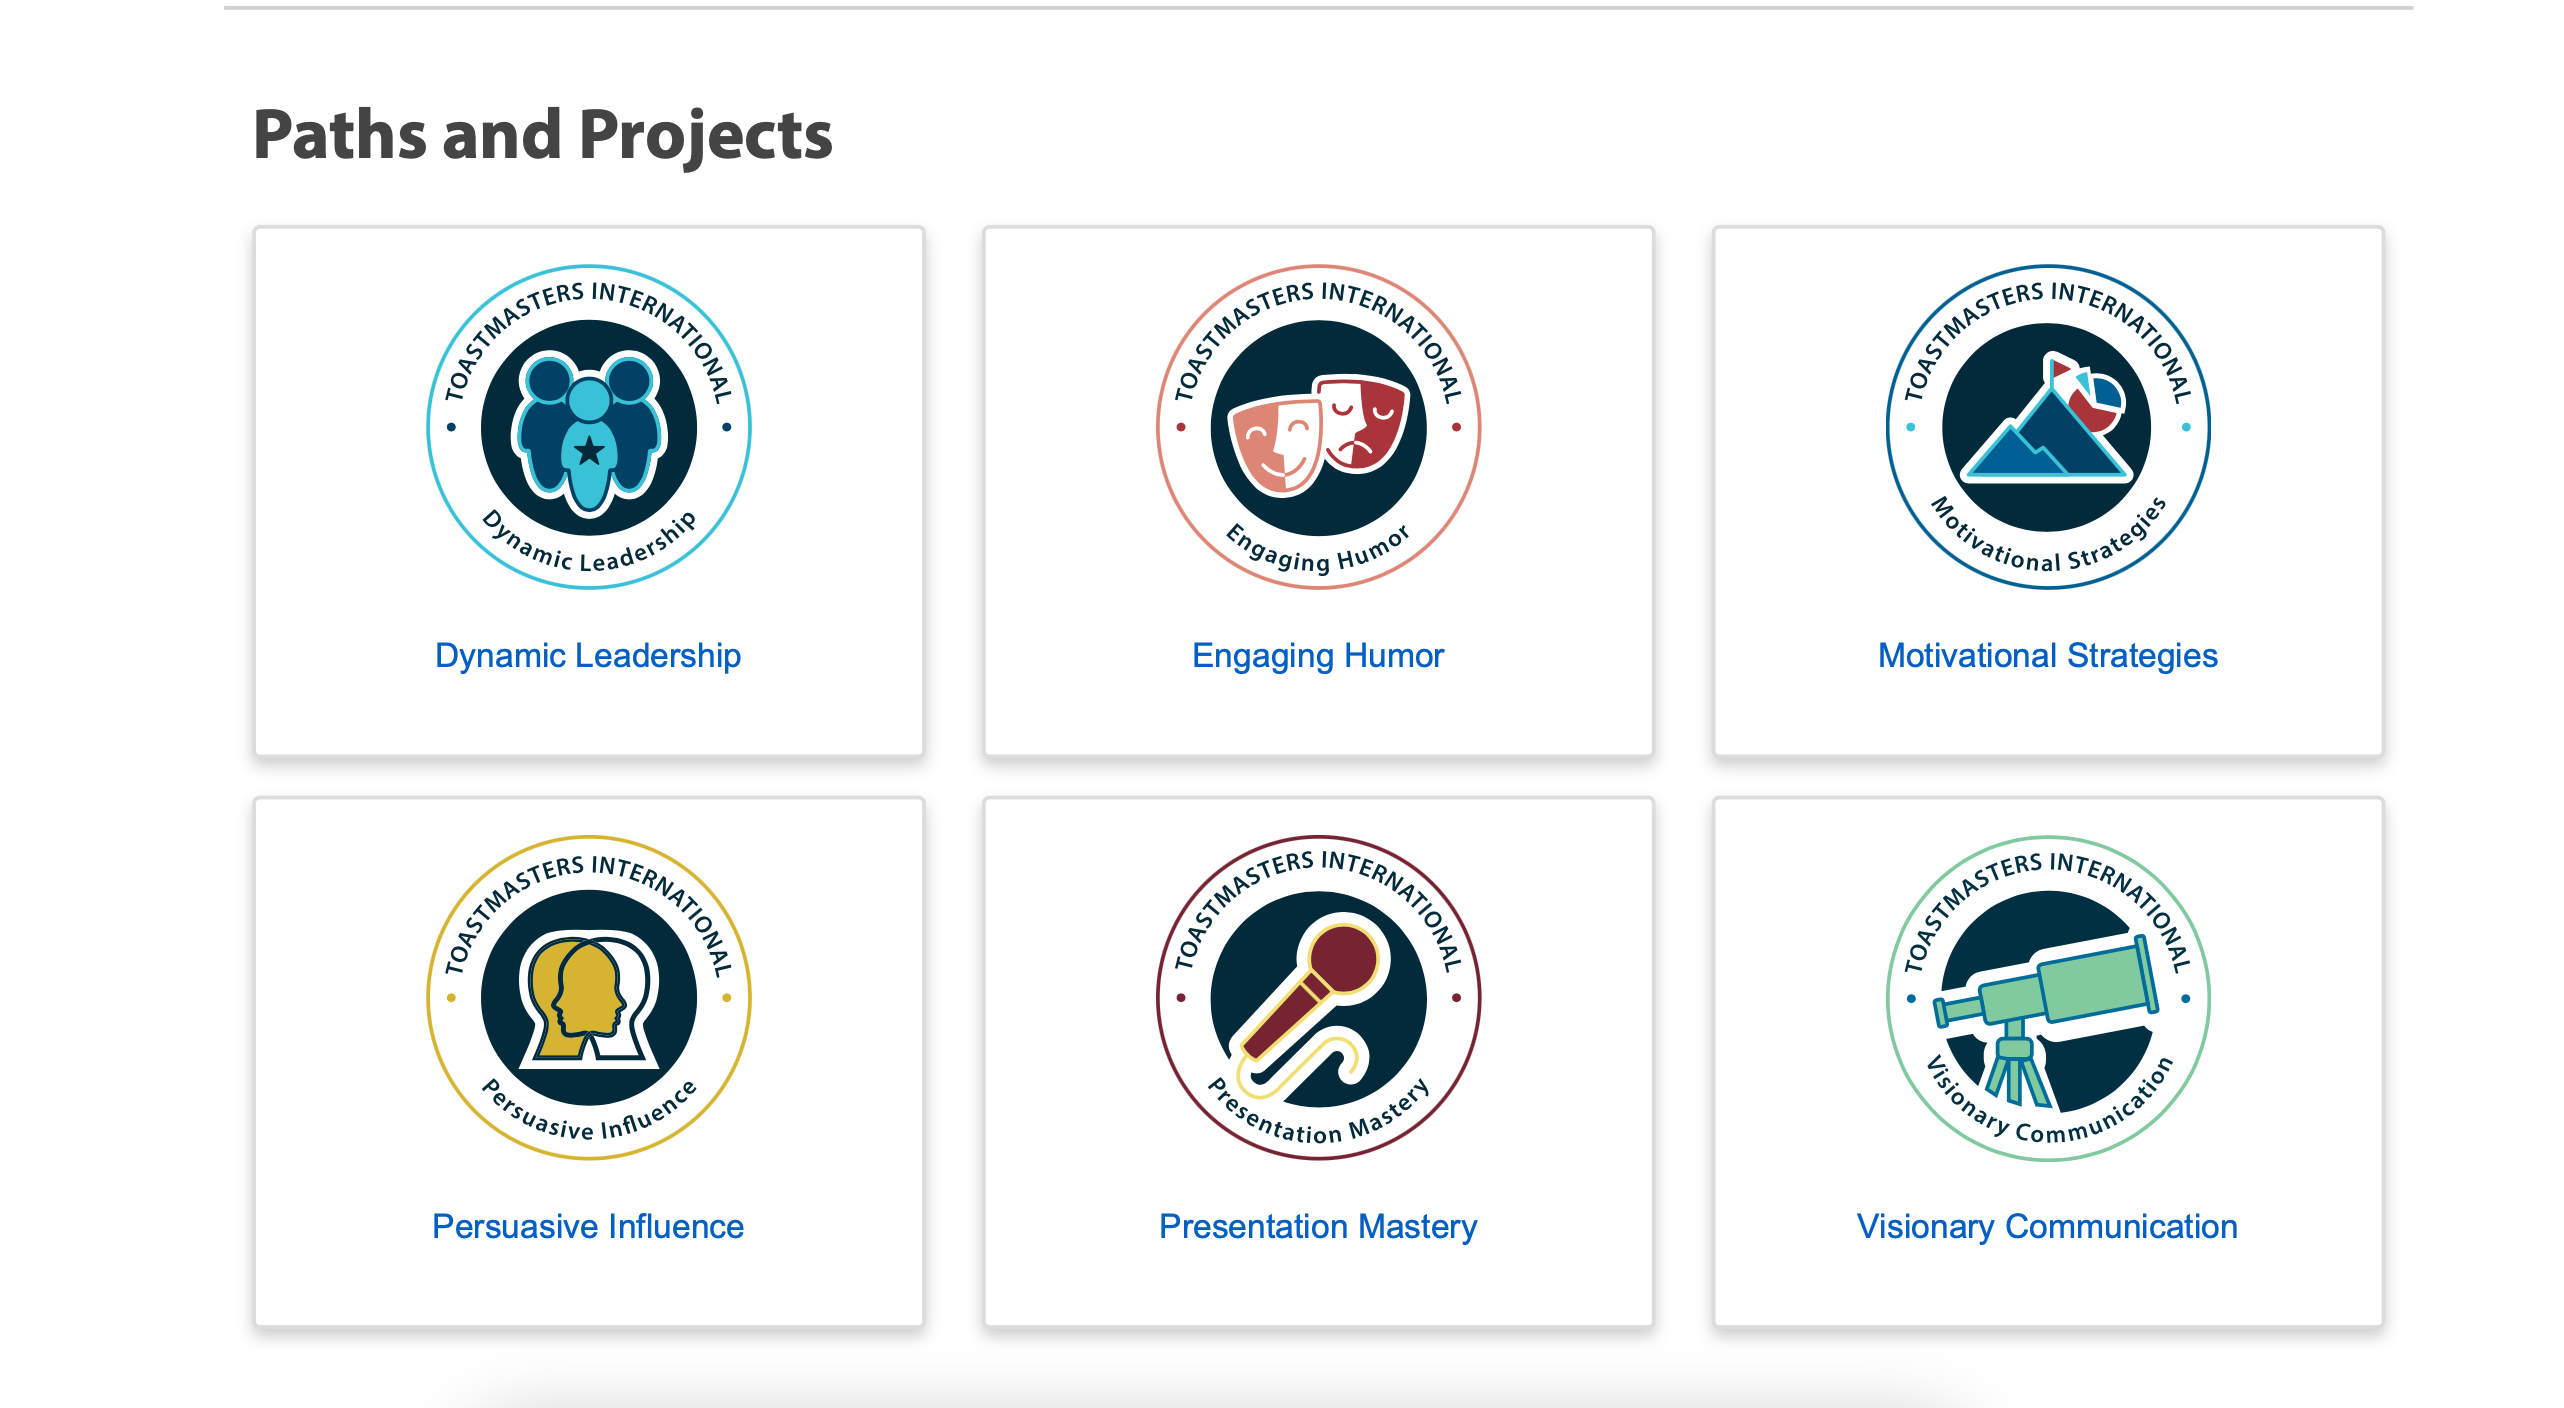 Paths and Projects
TOASTMASTERS INTERNATIONAL
Dynamic Leadership
Dynamic Leadership
TOASTMASTERS INTERNATIONAL
Engaging Humor
Engaging Humor
TOASTMASTERS INTERNATIONAL
Motivational Strategies
Motivational Strategies
TOASTMASTERS INTERNATIONAL
Persuasive Influence
Persuasive Influence
TOASTMASTERS INTERNATIONAL
Presentation Mastery
Presentation Mastery
TOASTMASTERS INTERNATIONAL
Visionary Communication
Visionary Communication